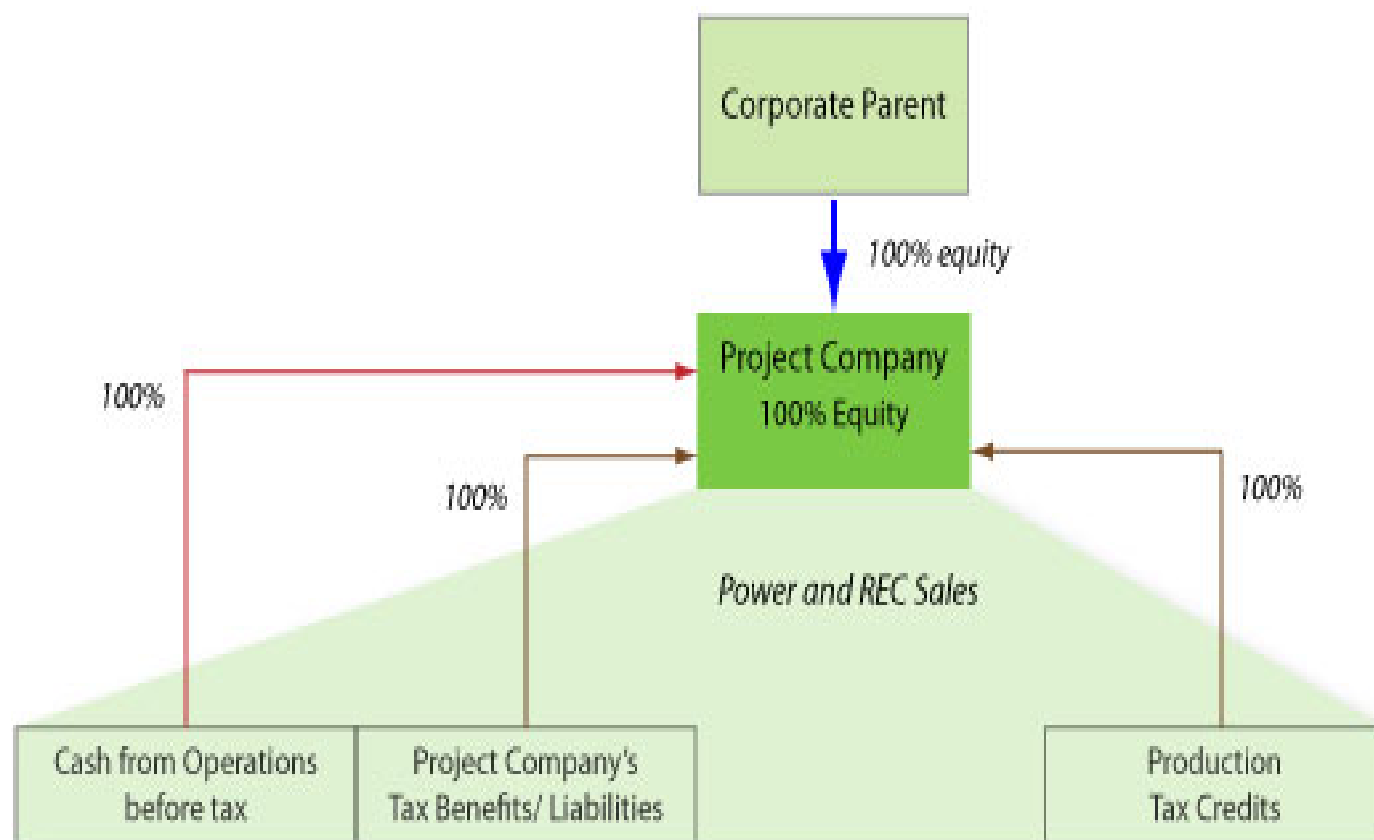 Corporate Parent
100% equity
Project Company
100% Equity
100%
100%
100%
Power and REC Sales
Cash from Operations
before tax
Project Company's
Tax Benefits/ Liabilities
Production
Tax Credits